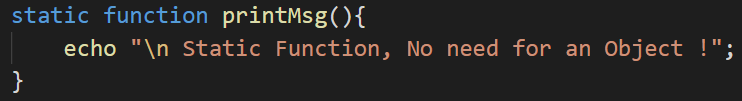 static function printMsg(){
    echo "\n Static Function, No need for an Object !";
}